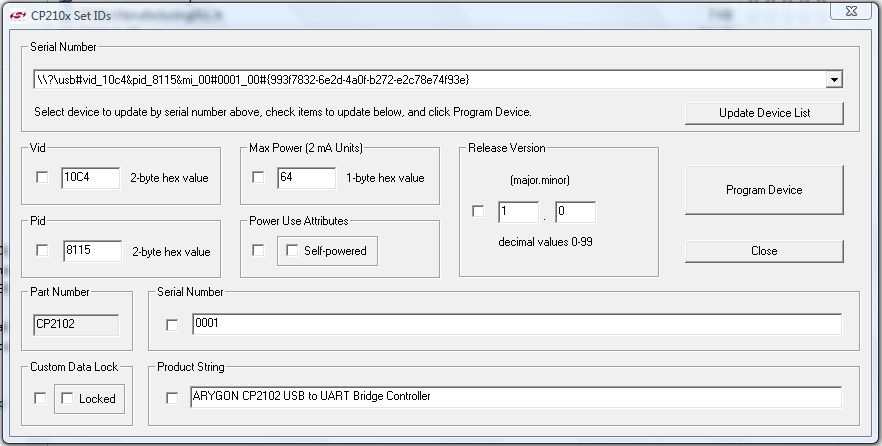 CP210x Set IDs
Serial Number
\\?\usb#vid_10c4&pid_8115&mi_00#0001_00#{993f7832-6e2d-4a0f-b272-e2c78e74f93e}
Select device to update by serial number above, check items to update below, and click Program Device.
Update Device List
Vid
10C4 2-byte hex value
Max Power (2 mA Units)
64 1-byte hex value
Release Version
(major.minor)
1 . 0
decimal values 0-99
Program Device
Pid
8115 2-byte hex value
Power Use Attributes
Self-powered
Close
Part Number
CP2102
Serial Number
0001
Custom Data Lock
Locked
Product String
ARYGON CP2102 USB to UART Bridge Controller